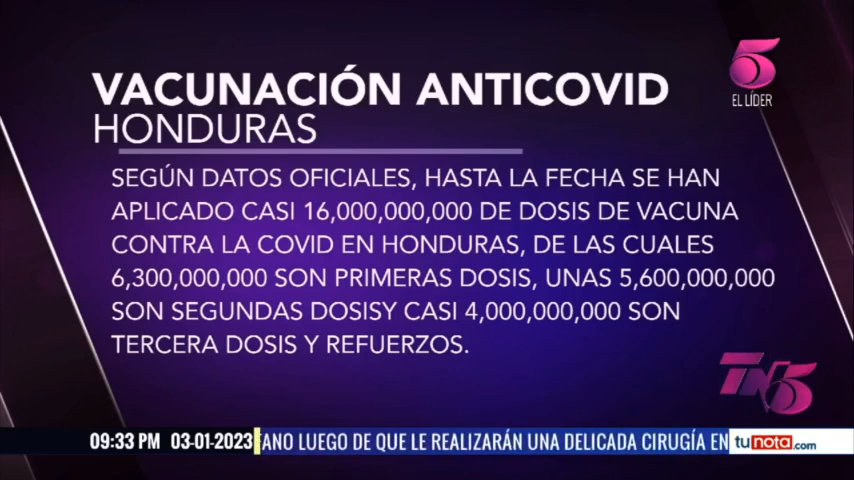 VACUNACIÓN ANTICOVID
HONDURAS
5
EL LÍDER
SEGÚN DATOS OFICIALES, HASTA LA FECHA SE HAN
APLICADO CASI 16,000,000,000 DE DOSIS DE VACUNA
CONTRA LA COVID EN HONDURAS, DE LAS CUALES
6,300,000,000 SON PRIMERAS DOSIS, UNAS 5,600,000,000
SON SEGUNDAS DOSISY CASI 4,000,000,000 SON
TERCERA DOSIS Y REFUERZOS.
TN5
09:33 PM 03-01-2023 FANO LUEGO DE QUE LE REALIZARÁN UNA DELICADA CIRUGÍA EN tunota.com